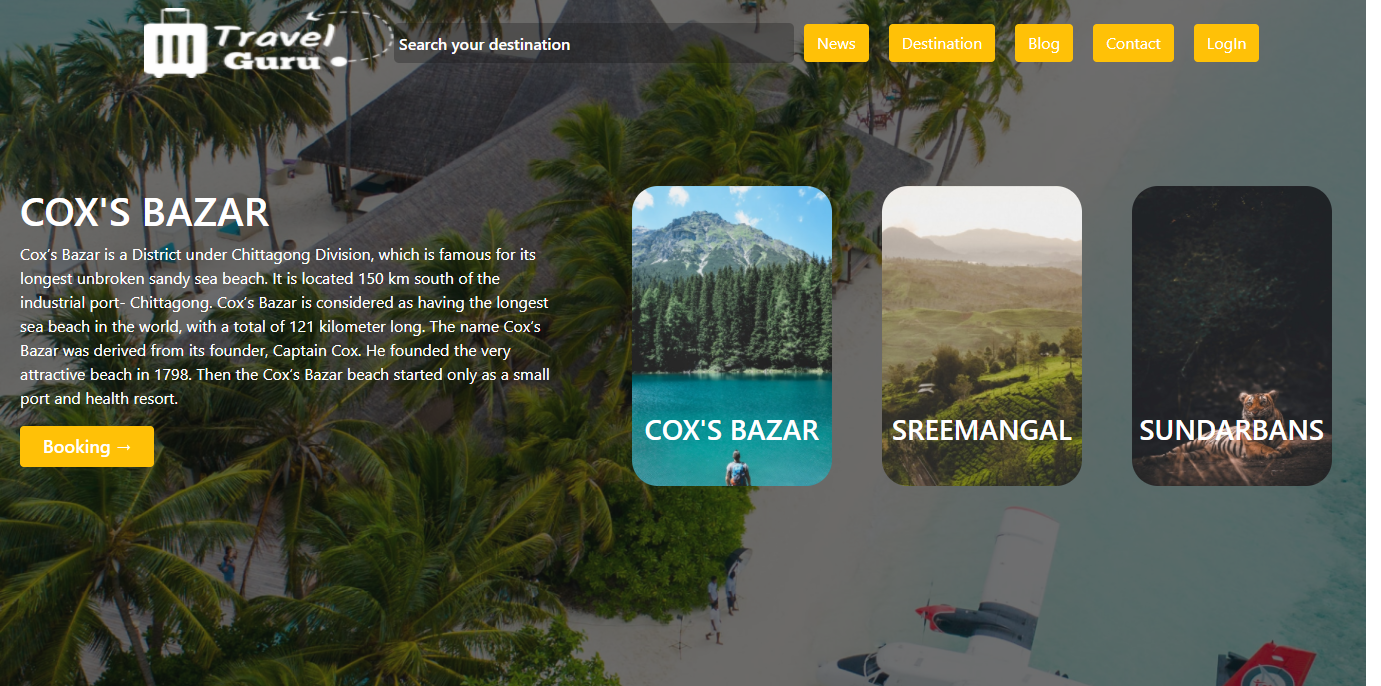 Travel
Guru
Search your destination
News
Destination
Blog
Contact
LogIn
COX'S BAZAR
Cox’s Bazar is a District under Chittagong Division, which is famous for its
longest unbroken sandy sea beach. It is located 150 km south of the
industrial port- Chittagong. Cox’s Bazar is considered as having the longest
sea beach in the world, with a total of 121 kilometer long. The name Cox’s
Bazar was derived from its founder, Captain Cox. He founded the very
attractive beach in 1798. Then the Cox’s Bazar beach started only as a small
port and health resort.
Booking →
COX'S BAZAR
SREEMANGAL
SUNDARBANS